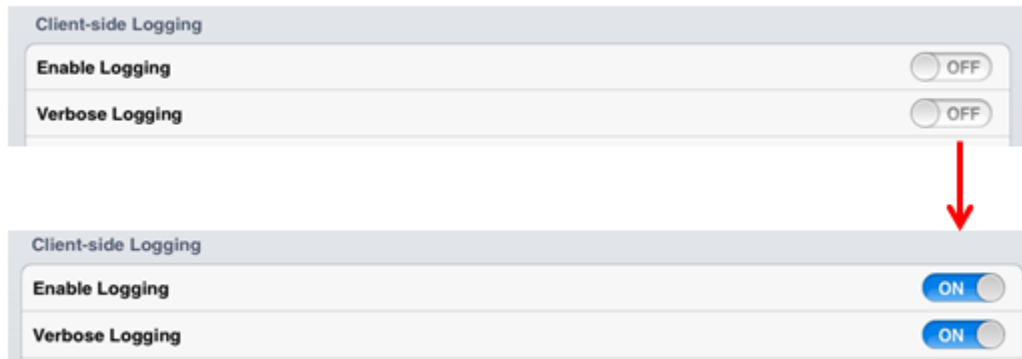 Client-side Logging
Enable Logging OFF
Verbose Logging OFF
Client-side Logging
Enable Logging ON
Verbose Logging ON